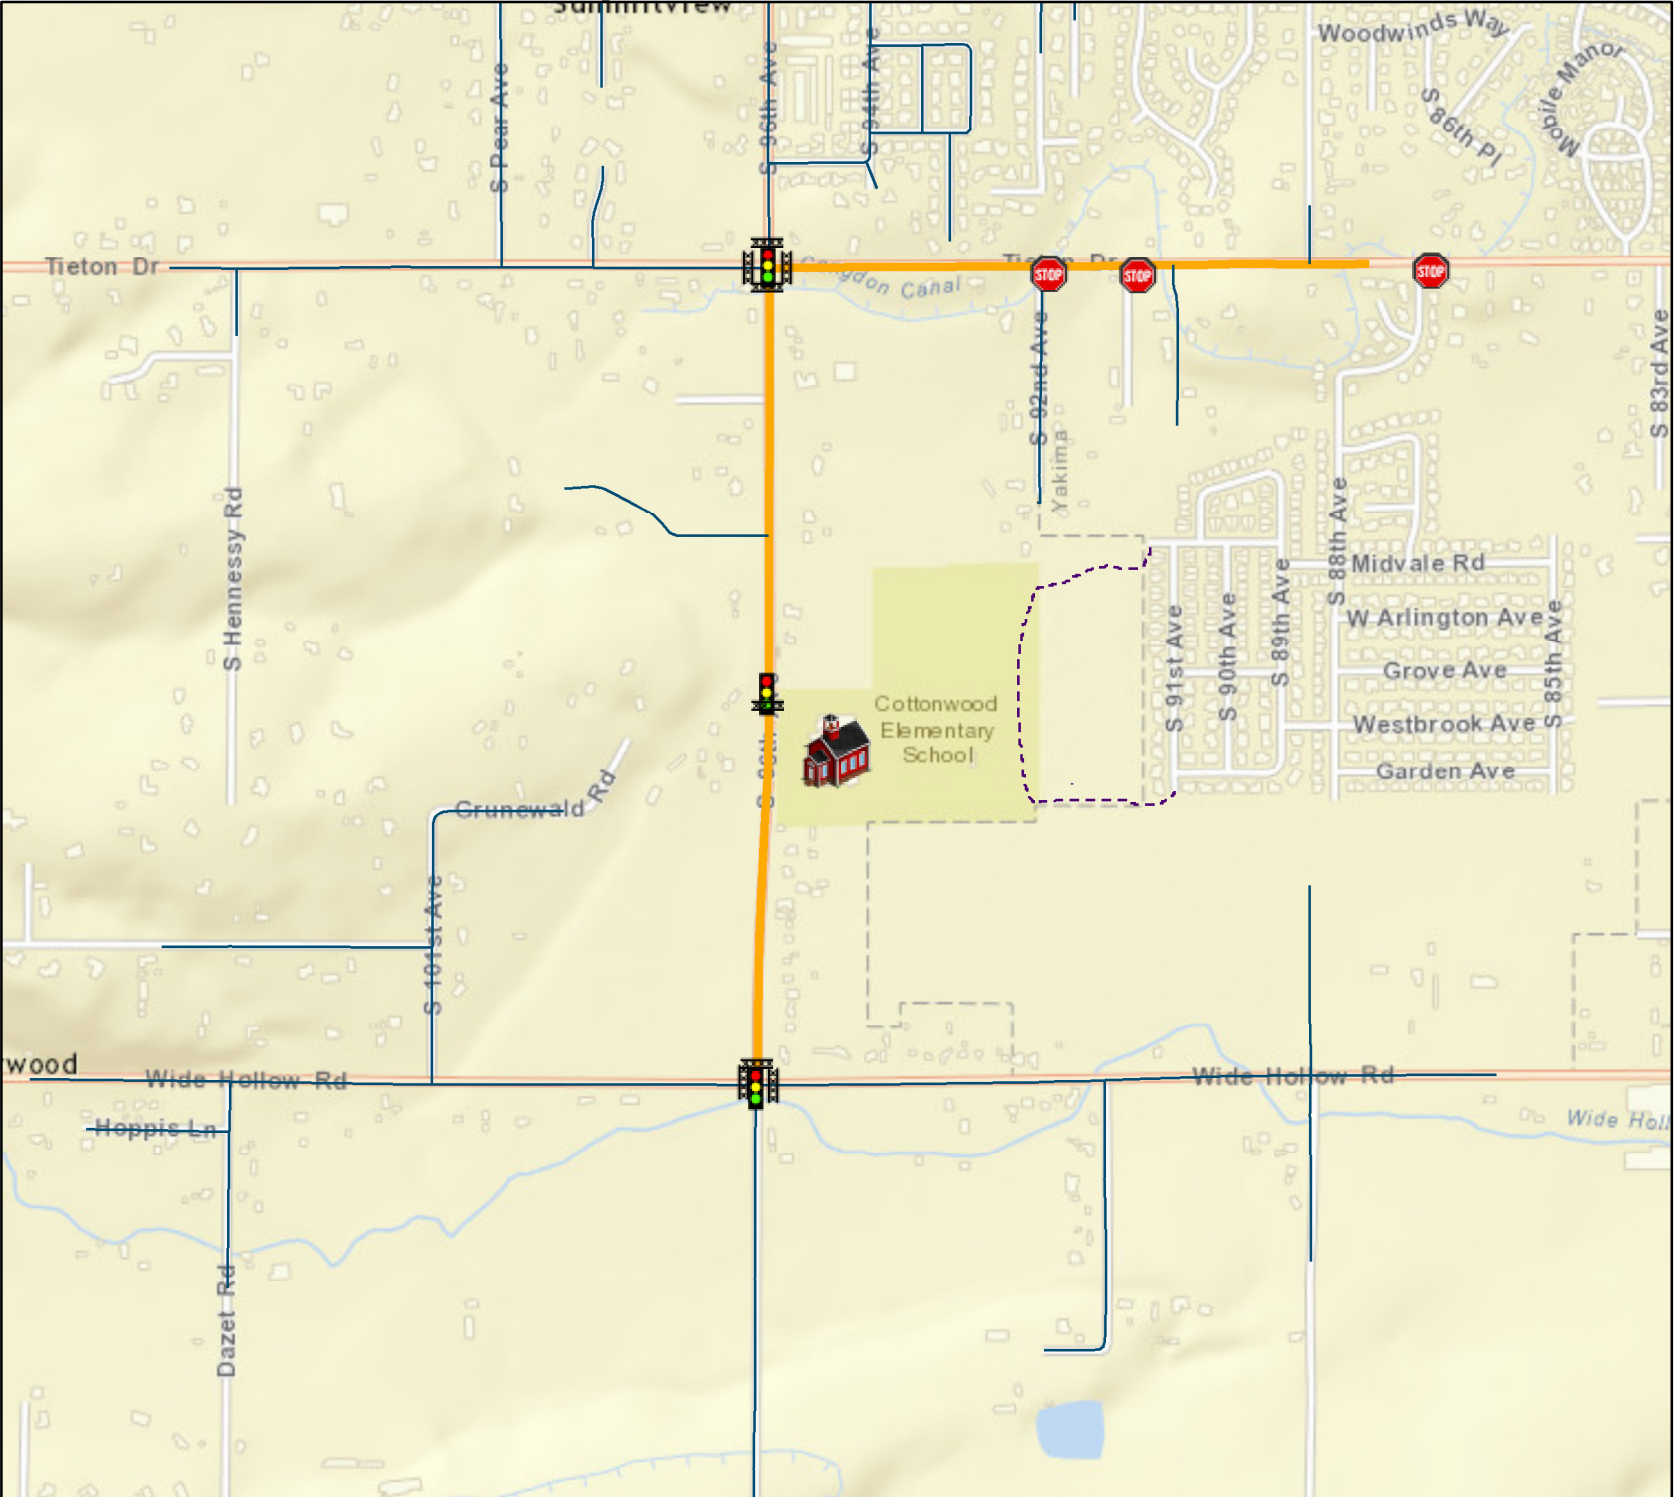 Summitview
Woodwinds Way
Mobile Manor
S 86th Pl
S Pear Ave
S 96th Ave
S 94th Ave
Tieton Dr
Congdon Canal
Tieton Dr
STOP
STOP
STOP
S 92nd Ave
Yakima
S 83rd Ave
S Hennessy Rd
S 88th Ave
Midvale Rd
W Arlington Ave
Grove Ave
Westbrook Ave
Garden Ave
S 91st Ave
S 90th Ave
S 89th Ave
S 85th Ave
Cottonwood
Elementary
School
Grunewald Rd
S 101st Ave
wood
Wide Hollow Rd
Wide Hollow Rd
Hoppis Ln
Wide Holl
Dazet Rd